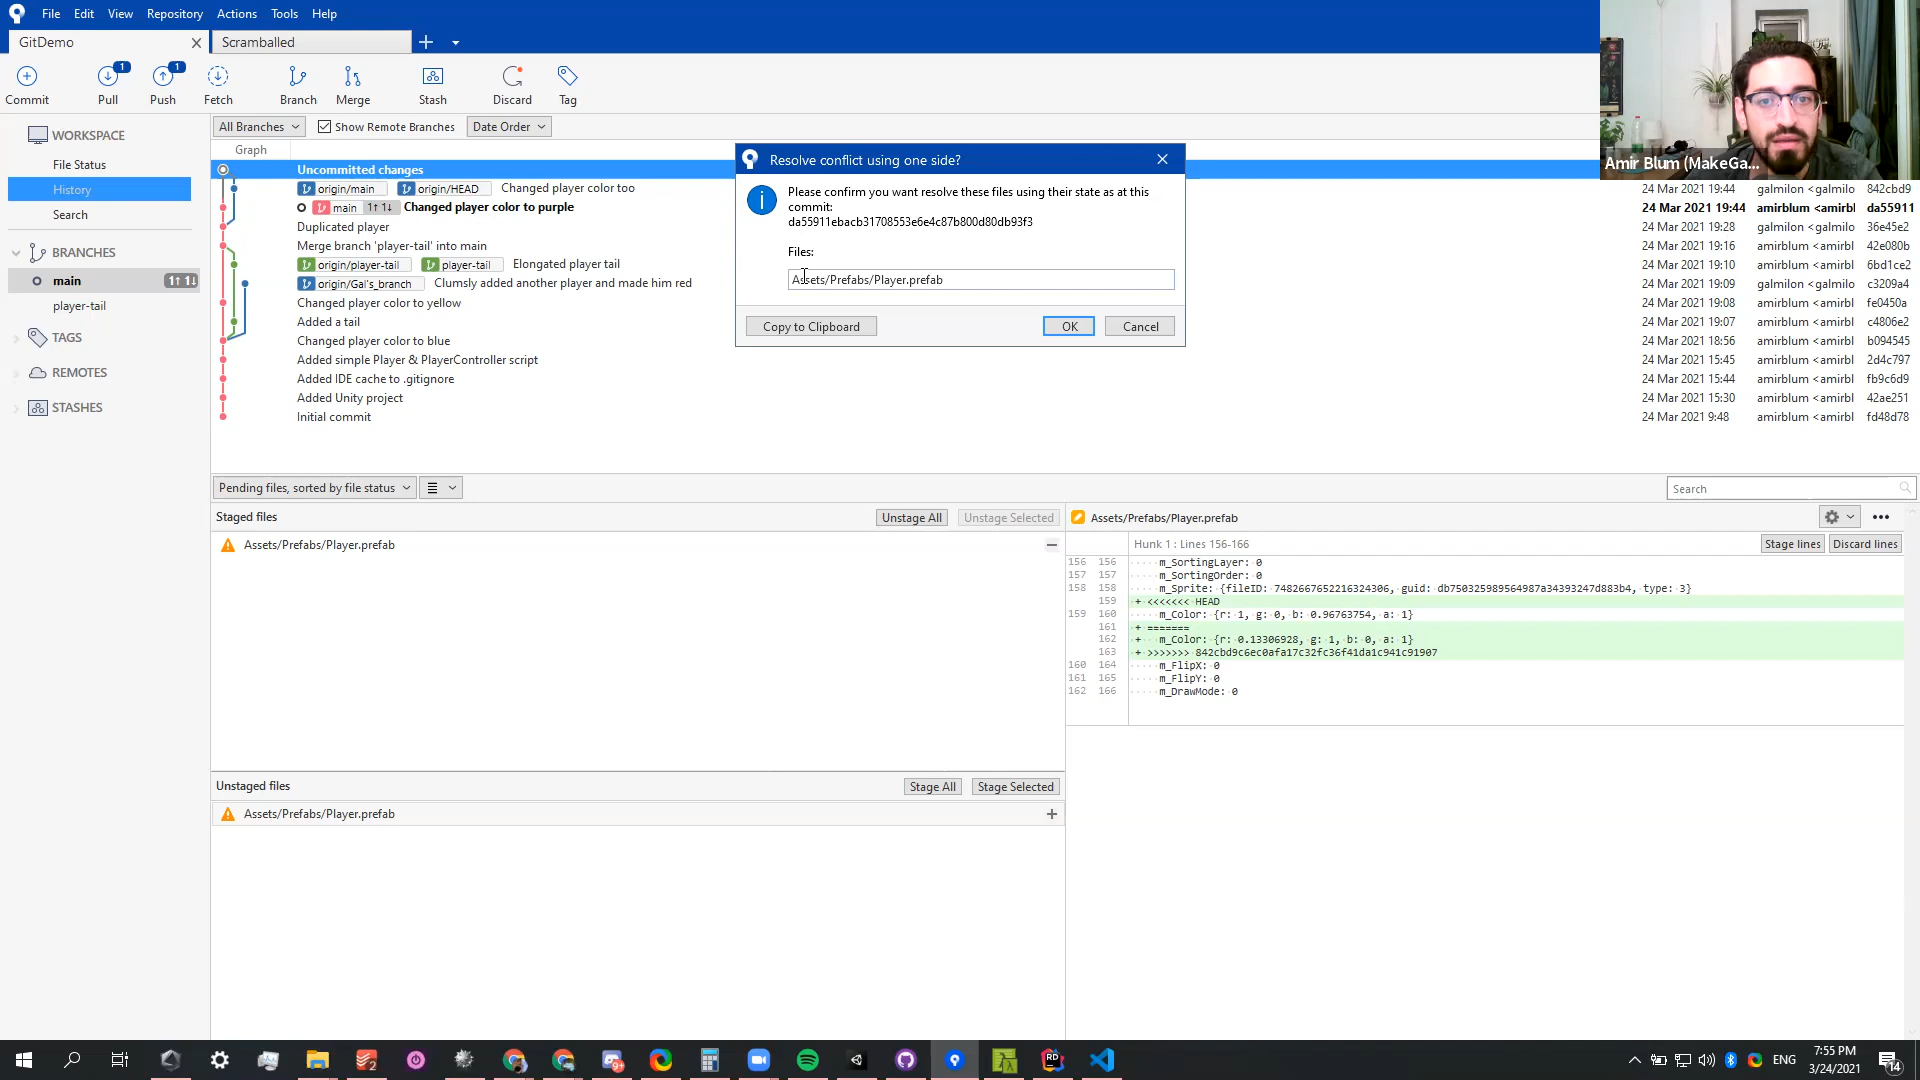 File Edit View Repository Actions Tools Help
GitDemo
Scramballed
Commit
Pull 1
Push 1
Fetch
Branch
Merge
Stash
Discard
Tag
WORKSPACE
File Status
History
Search
BRANCHES
main 1↑ 1↓
player-tail
TAGS
REMOTES
STASHES
All Branches Show Remote Branches Date Order
Graph
Uncommitted changes
origin/main origin/HEAD Changed player color too 24 Mar 2021 19:44 galmilon <galmilo 842cbd9
main 1↑ 1↓ Changed player color to purple 24 Mar 2021 19:44 amirblum <amirbl da55911
Duplicated player 24 Mar 2021 19:28 galmilon <galmilo 36e45e2
Merge branch 'player-tail' into main 24 Mar 2021 19:16 amirblum <amirbl 42e080b
origin/player-tail player-tail Elongated player tail 24 Mar 2021 19:10 amirblum <amirbl 6bd1ce2
origin/Gal's_branch Clumsly added another player and made him red 24 Mar 2021 19:09 galmilon <galmilo c3209a4
Changed player color to yellow 24 Mar 2021 19:08 amirblum <amirbl fe0450a
Added a tail 24 Mar 2021 19:07 amirblum <amirbl c4806e2
Changed player color to blue 24 Mar 2021 18:56 amirblum <amirbl b094545
Added simple Player & PlayerController script 24 Mar 2021 15:45 amirblum <amirbl 2d4c797
Added IDE cache to .gitignore 24 Mar 2021 15:44 amirblum <amirbl fb9c6d9
Added Unity project 24 Mar 2021 15:30 amirblum <amirbl 42ae251
Initial commit 24 Mar 2021 9:48 amirblum <amirbl fd48d78
Resolve conflict using one side?
Please confirm you want resolve these files using their state as at this
commit:
da55911ebacb31708553e6e4c87b800d80db93f3
Files:
Assets/Prefabs/Player.prefab
Copy to Clipboard OK Cancel
Amir Blum (MakeGa...
Pending files, sorted by file status
Search
Staged files Unstage All Unstage Selected
Assets/Prefabs/Player.prefab
Unstaged files Stage All Stage Selected
Assets/Prefabs/Player.prefab
Assets/Prefabs/Player.prefab
Hunk 1 : Lines 156-166 Stage lines Discard lines
156 156 m_SortingLayer: 0
157 157 m_SortingOrder: 0
158 158 m_Sprite: {fileID: 7482667652216324306, guid: db750325989564987a34393247d883b4, type: 3}
159 + <<<<<<< HEAD
159 160 m_Color: {r: 1, g: 0, b: 0.96763754, a: 1}
161 + =======
162 + m_Color: {r: 0.13306928, g: 1, b: 0, a: 1}
163 + >>>>>>> 842cbd9c6ec0afa17c32fc36f41da1c941c91907
160 164 m_FlipX: 0
161 165 m_FlipY: 0
162 166 m_DrawMode: 0
ENG
7:55 PM
3/24/2021
14